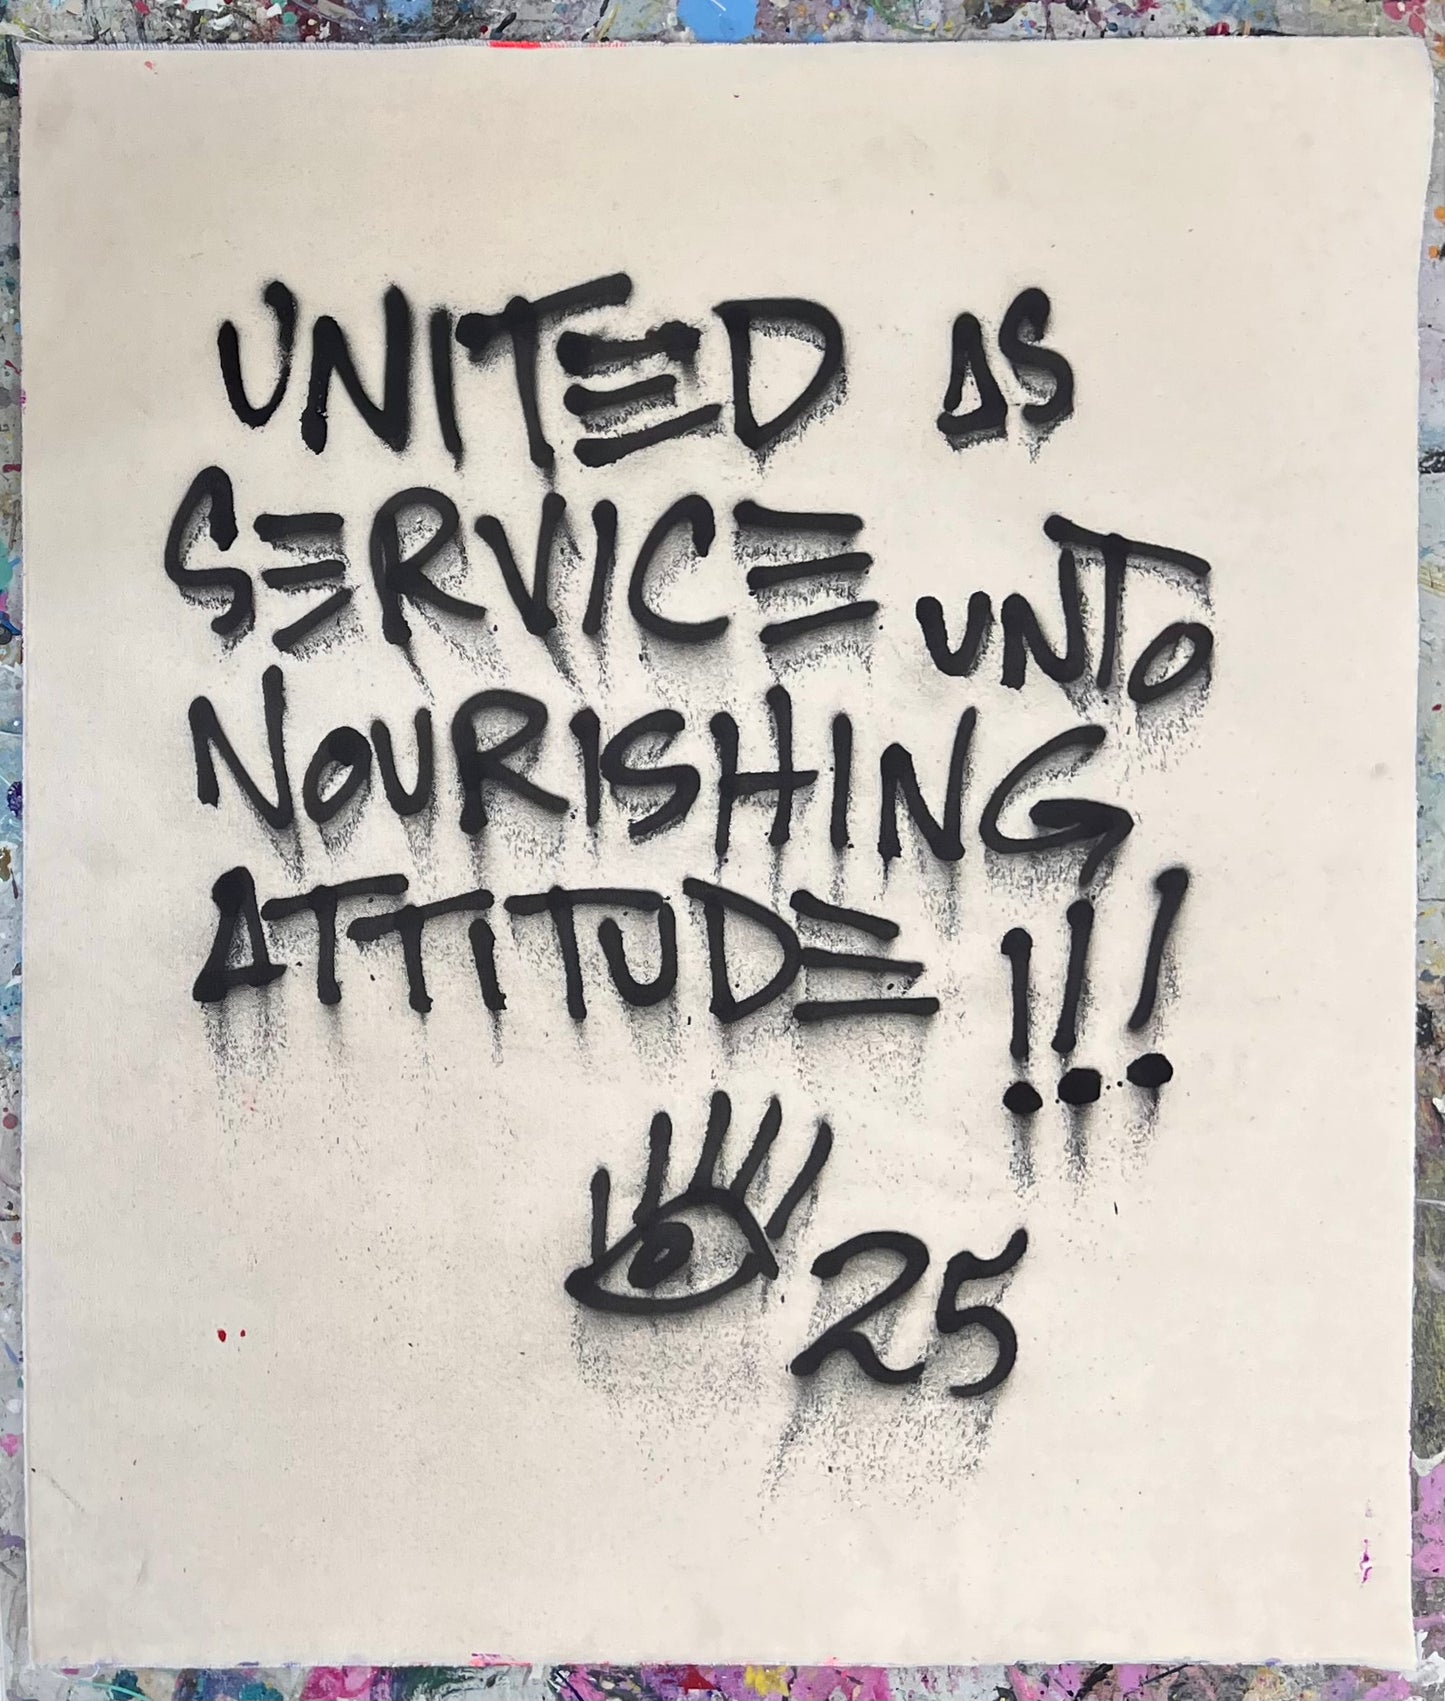 UNITED AS
SERVICE UNTO
NOURISHING
ATTITUDE !!!
25